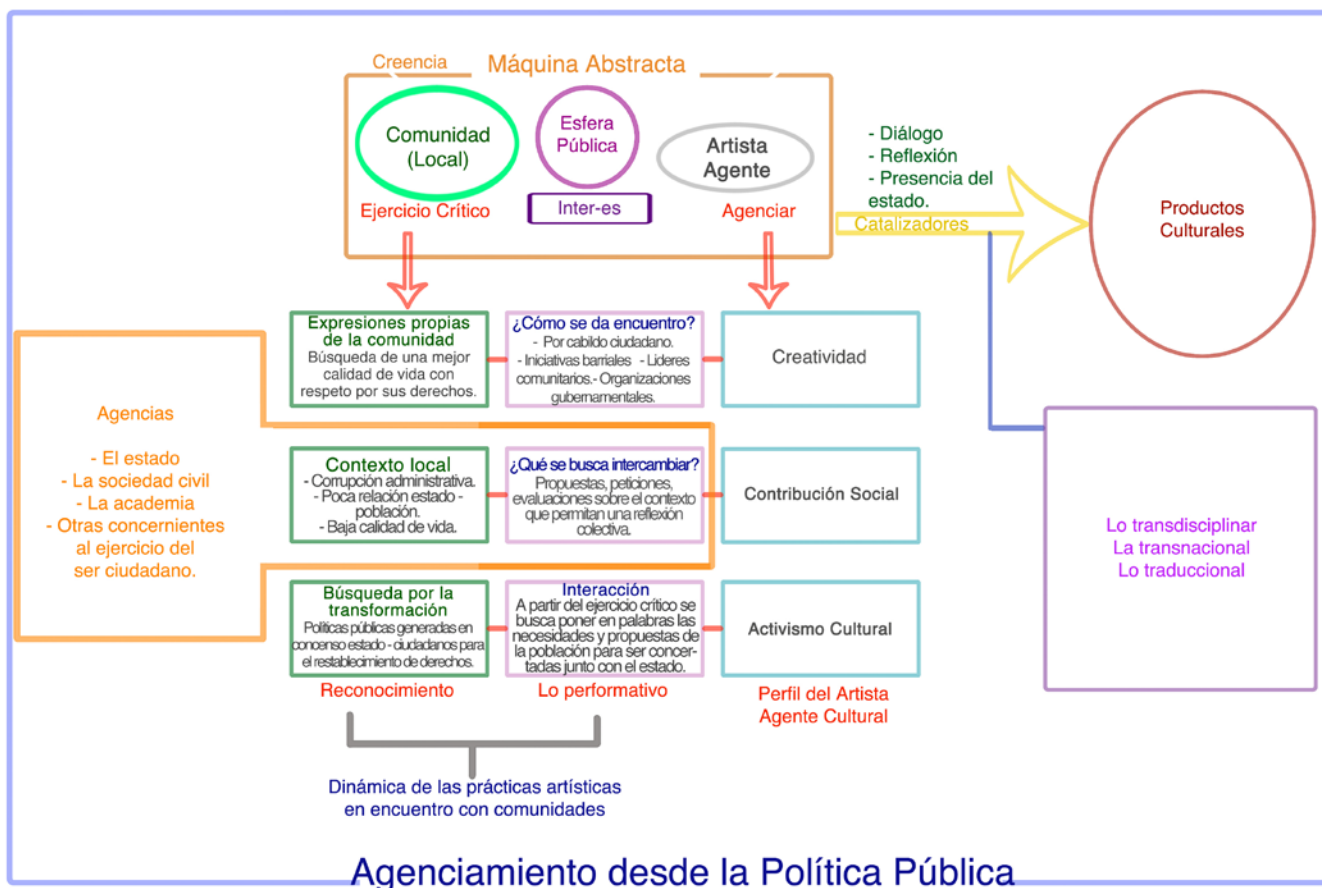 Creencia
Máquina Abstracta
Comunidad
(Local)
Esfera
Pública
Artista
Agente
Ejercicio Crítico
Inter-es
Agenciar
- Diálogo
- Reflexión
- Presencia del
estado.
Catalizadores
Productos
Culturales
Expresiones propias
de la comunidad
Búsqueda de una mejor
calidad de vida con
respeto por sus derechos.
¿Cómo se da encuentro?
- Por cabildo ciudadano.
- Iniciativas barriales - Lideres
comunitarios.- Organizaciones
gubernamentales.
Creatividad
Agencias
- El estado
- La sociedad civil
- La academia
- Otras concernientes
al ejercicio del
ser ciudadano.
Contexto local
- Corrupción administrativa.
- Poca relación estado -
población.
- Baja calidad de vida.
¿Qué se busca intercambiar?
Propuestas, peticiones,
evaluaciones sobre el contexto
que permitan una reflexión
colectiva.
Contribución Social
Lo transdisciplinar
La transnacional
Lo traduccional
Búsqueda por la
transformación
Políticas públicas generadas en
concenso estado - ciudadanos para
el restablecimiento de derechos.
Interacción
A partir del ejercicio crítico se
busca poner en palabras las
necesidades y propuestas de
la población para ser concer-
tadas junto con el estado.
Activismo Cultural
Reconocimiento
Lo performativo
Perfil del Artista
Agente Cultural
Dinámica de las prácticas artísticas
en encuentro con comunidades
Agenciamiento desde la Política Pública